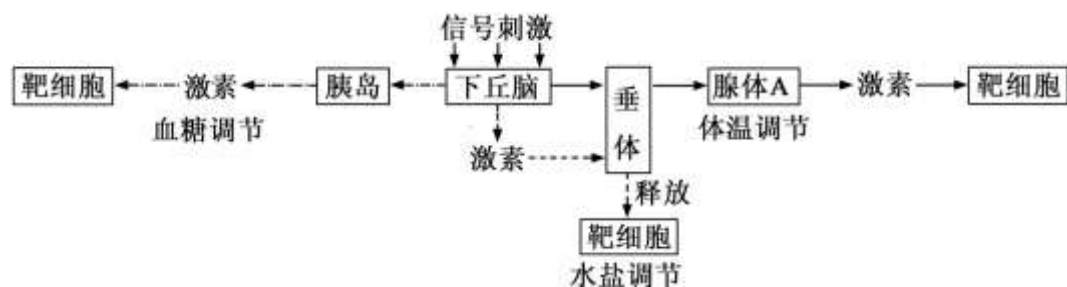 信号刺激
靶细胞 激素 胰岛 下丘脑 垂体 腺体A 激素 靶细胞
血糖调节 体温调节
激素
释放
靶细胞
水盐调节